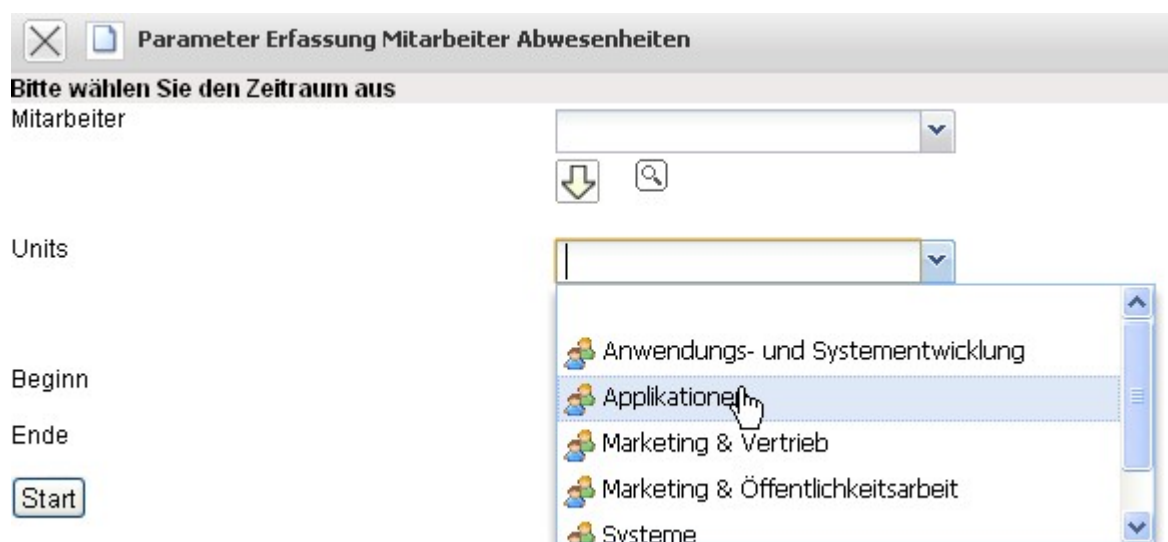 Parameter Erfassung Mitarbeiter Abwesenheiten
Bitte wählen Sie den Zeitraum aus
Mitarbeiter
Units
Anwendungs- und Systementwicklung
Beginn
Applikationen
Ende
Marketing & Vertrieb
Marketing & Öffentlichkeitsarbeit
Start
Systeme